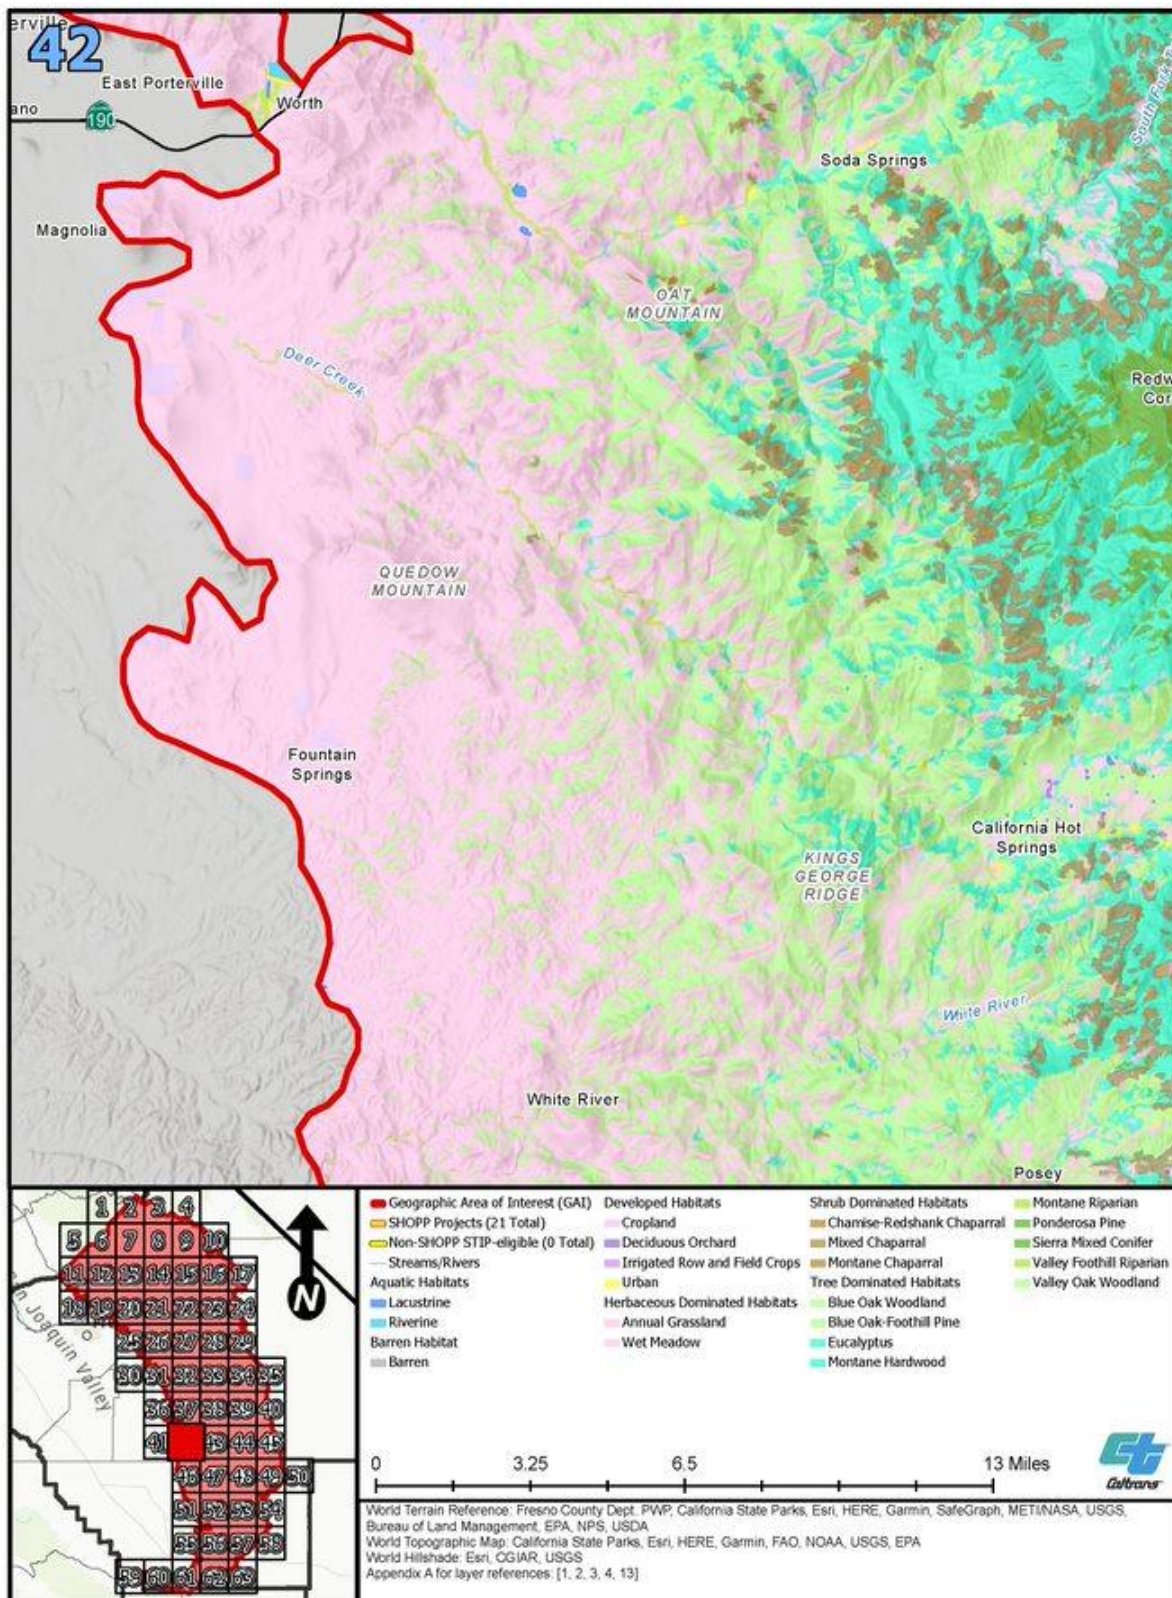 42
erville
East Porterville
Worth
ano
190
Magnolia
Soda Springs
South Fork
OAT
MOUNTAIN
Deer Creek
Redw
Cor
QUEDOW
MOUNTAIN
Fountain
Springs
California Hot
Springs
KINGS
GEORGE
RIDGE
White River
White River
Posey
1 2 3 4
5 6 7 8 9 10
11 12 13 14 15 16 17
18 19 20 21 22 23 24
25 26 27 28 29
30 31 32 33 34 35
36 37 38 39 40
41 43 44 45
46 47 48 49 50
51 52 53 54
55 56 57 58
59 60 61 62 63
n Joaquin Valley
N
Geographic Area of Interest (GAI)
SHOPP Projects (21 Total)
Non-SHOPP STIP-eligible (0 Total)
Streams/Rivers
Aquatic Habitats
Lacustrine
Riverine
Barren Habitat
Barren
Developed Habitats
Cropland
Deciduous Orchard
Irrigated Row and Field Crops
Urban
Herbaceous Dominated Habitats
Annual Grassland
Wet Meadow
Shrub Dominated Habitats
Chamise-Redshank Chaparral
Mixed Chaparral
Montane Chaparral
Tree Dominated Habitats
Blue Oak Woodland
Blue Oak-Foothill Pine
Eucalyptus
Montane Hardwood
Montane Riparian
Ponderosa Pine
Sierra Mixed Conifer
Valley Foothill Riparian
Valley Oak Woodland
0 3.25 6.5 13 Miles
Caltrans
World Terrain Reference: Fresno County Dept. PWP, California State Parks, Esri, HERE, Garmin, SafeGraph, METI/NASA, USGS,
Bureau of Land Management, EPA, NPS, USDA
World Topographic Map: California State Parks, Esri, HERE, Garmin, FAO, NOAA, USGS, EPA
World Hillshade: Esri, CGIAR, USGS
Appendix A for layer references: [1, 2, 3, 4, 13]